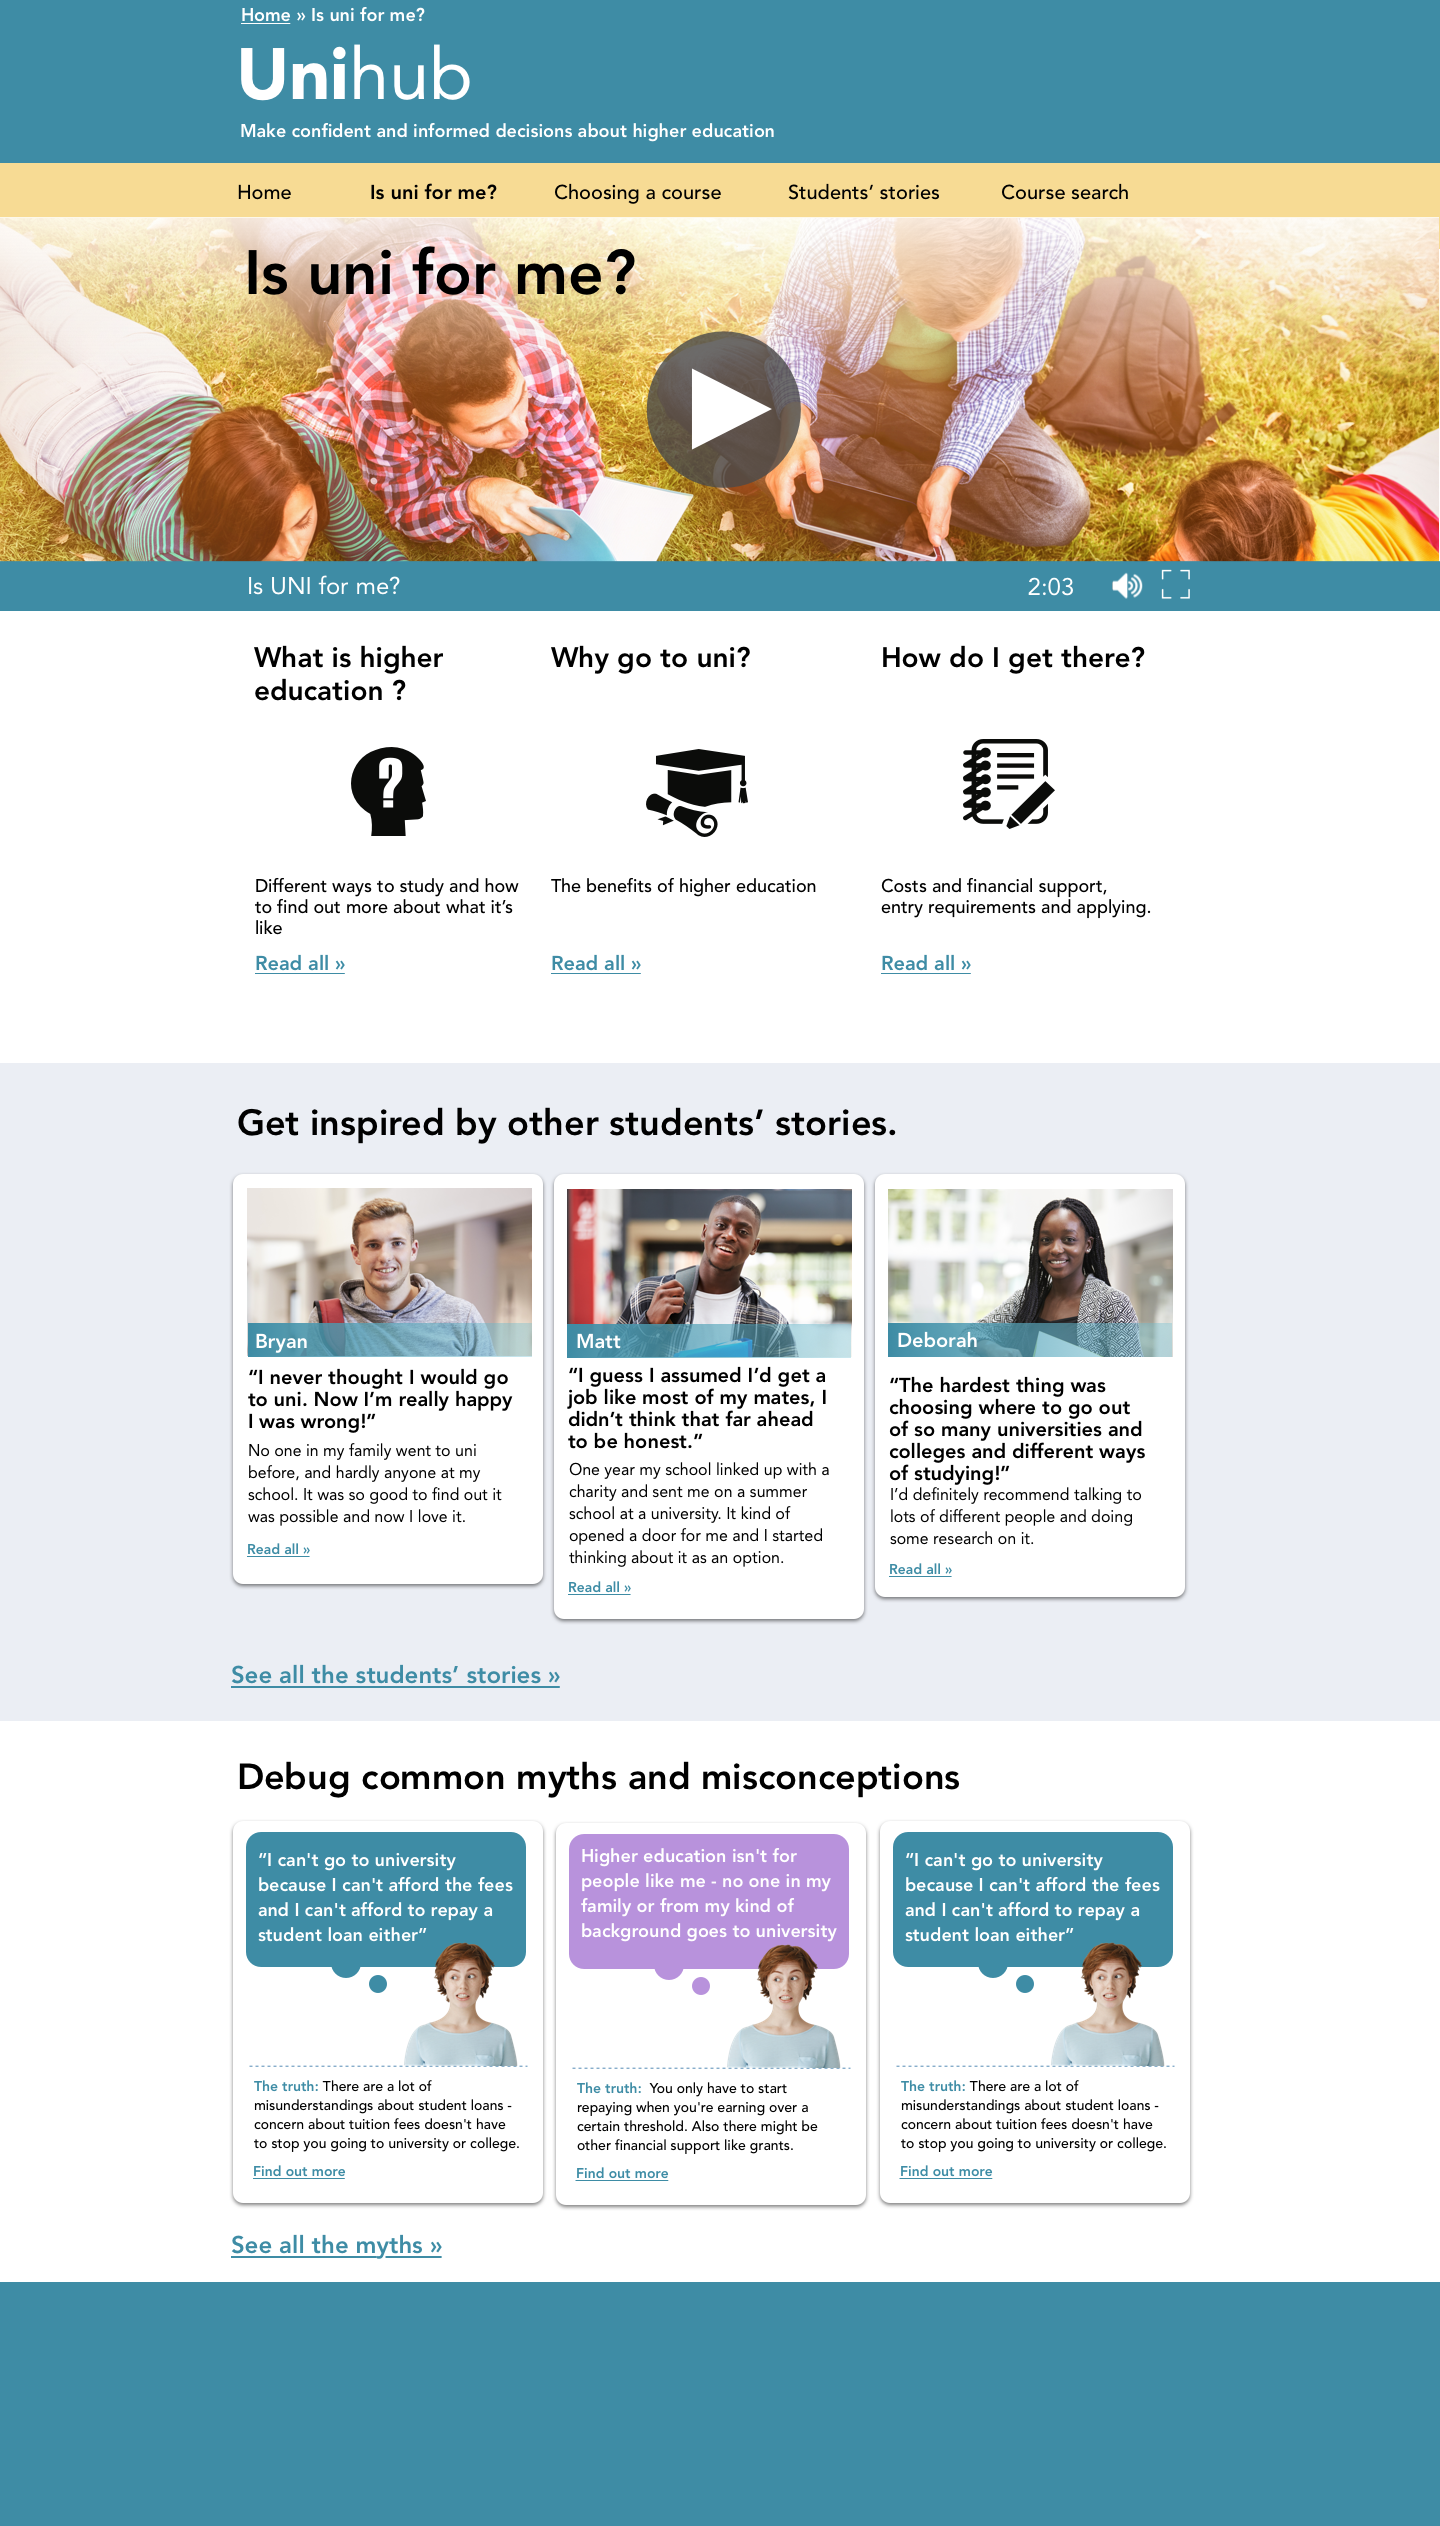 Home » Is uni for me?
Unihub
Make confident and informed decisions about higher education
Home Is uni for me? Choosing a course Students’ stories Course search
Is uni for me?
Is UNI for me? 2:03
What is higher
education ?
Why go to uni?
How do I get there?
Different ways to study and how
to find out more about what it’s
like
Read all »
The benefits of higher education
Read all »
Costs and financial support,
entry requirements and applying.
Read all »
Get inspired by other students’ stories.
Bryan
“I never thought I would go
to uni. Now I’m really happy
I was wrong!”
No one in my family went to uni
before, and hardly anyone at my
school. It was so good to find out it
was possible and now I love it.
Read all »
Matt
“I guess I assumed I’d get a
job like most of my mates, I
didn’t think that far ahead
to be honest.”
One year my school linked up with a
charity and sent me on a summer
school at a university. It kind of
opened a door for me and I started
thinking about it as an option.
Read all »
Deborah
“The hardest thing was
choosing where to go out
of so many universities and
colleges and different ways
of studying!”
I’d definitely recommend talking to
lots of different people and doing
some research on it.
Read all »
See all the students’ stories »
Debug common myths and misconceptions
“I can't go to university
because I can't afford the fees
and I can't afford to repay a
student loan either”
The truth: There are a lot of
misunderstandings about student loans -
concern about tuition fees doesn't have
to stop you going to university or college.
Find out more
Higher education isn't for
people like me - no one in my
family or from my kind of
background goes to university
The truth: You only have to start
repaying when you're earning over a
certain threshold. Also there might be
other financial support like grants.
Find out more
“I can't go to university
because I can't afford the fees
and I can't afford to repay a
student loan either”
The truth: There are a lot of
misunderstandings about student loans -
concern about tuition fees doesn't have
to stop you going to university or college.
Find out more
See all the myths »